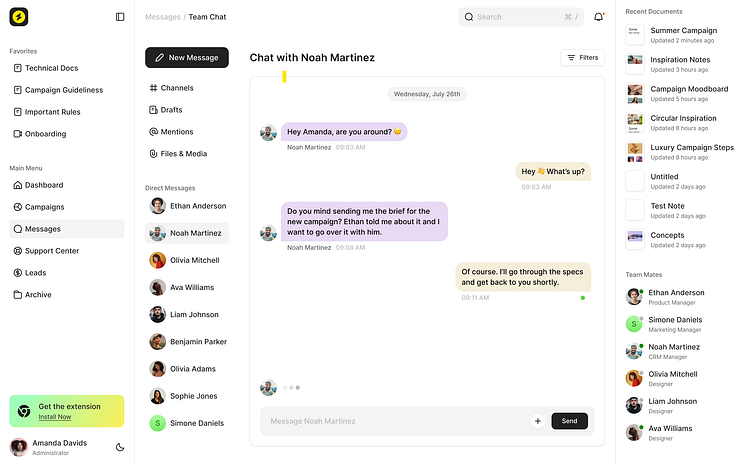 Favorites
Technical Docs
Campaign Guideliness
Important Rules
Onboarding
Main Menu
Dashboard
Campaigns
Messages
Support Center
Leads
Archive
Get the extension
Install Now
Amanda Davids
Administrator
Messages / Team Chat
Search
⌘ /
New Message
Channels
Drafts
Mentions
Files & Media
Direct Messages
Ethan Anderson
Noah Martinez
Olivia Mitchell
Ava Williams
Liam Johnson
Benjamin Parker
Olivia Adams
Sophie Jones
S Simone Daniels
Chat with Noah Martinez
Filters
Wednesday, July 26th
Hey Amanda, are you around? 😄
Noah Martinez 09:03 AM
Hey 👋 What's up?
09:03 AM
Do you mind sending me the brief for the
new campaign? Ethan told me about it and I
want to go over it with him.
Noah Martinez 09:08 AM
Of course. I'll go through the specs
and get back to you shortly.
09:11 AM
Message Noah Martinez
Send
Recent Documents
Summer Campaign
Updated 2 minutes ago
Inspiration Notes
Updated 3 hours ago
Campaign Moodboard
Updated 5 hours ago
Circular Inspiration
Updated 8 hours ago
Luxury Campaign Steps
Updated 8 hours ago
Untitled
Updated 2 days ago
Test Note
Updated 2 days ago
Concepts
Updated 2 days ago
Team Mates
Ethan Anderson
Product Manager
S Simone Daniels
Marketing Manager
Noah Martinez
CRM Manager
Olivia Mitchell
Designer
Liam Johnson
Designer
Ava Williams
Designer